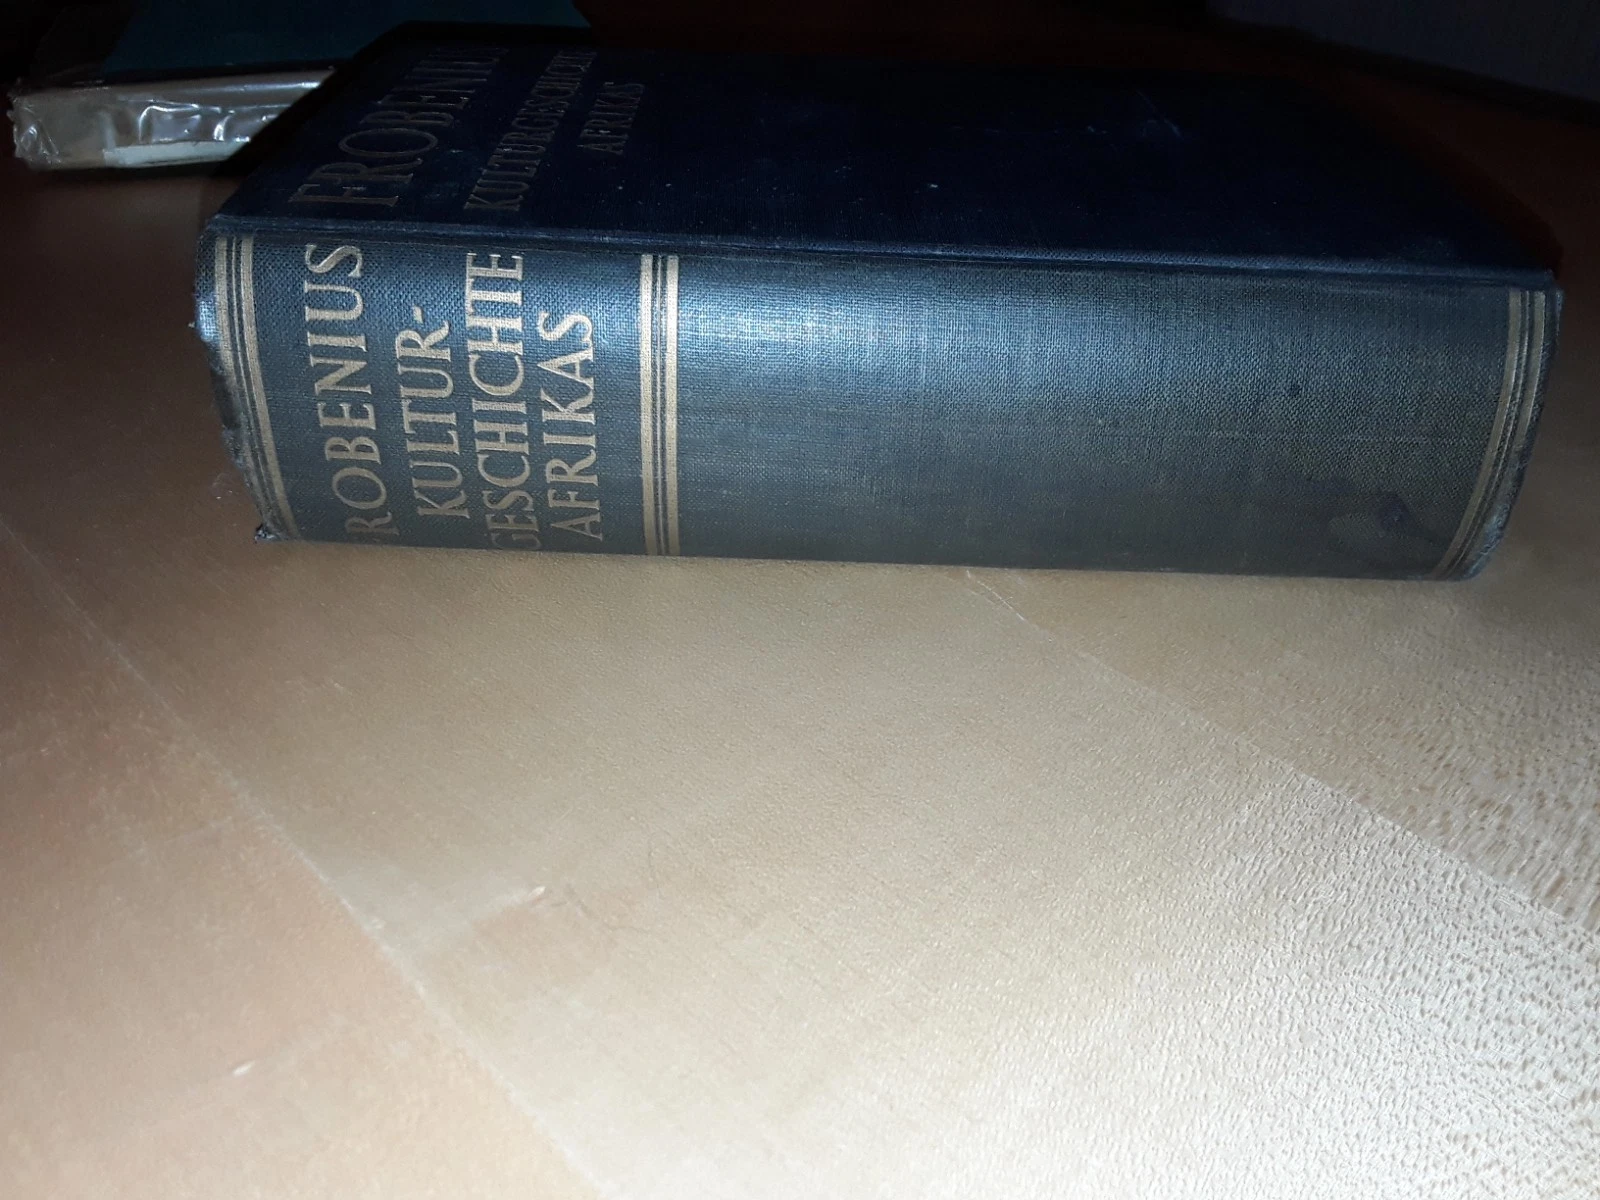 FROBENIUS
KULTURGESCHICHTE
AFRIKAS
FROBENIUS
KULTUR-
GESCHICHTE
AFRIKAS